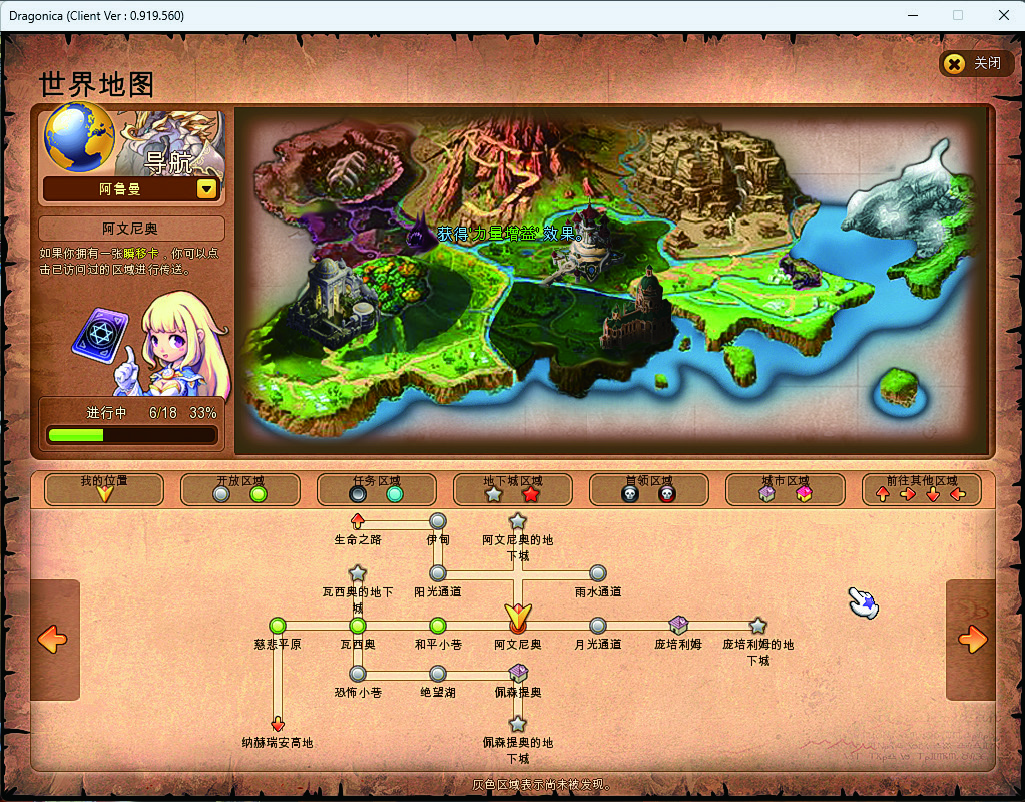 Dragonica (Client Ver : 0.919.560)
世界地图
关闭
导航
阿鲁曼
阿文尼奥
如果你拥有一张瞬移卡，你可以点
击已访问过的区域进行传送。
获得'力量增益' 效果。
进行中 6/18 33%
我的位置
开放区域
任务区域
地下城区域
首领区域
城市区域
前往其他区域
生命之路
伊甸
阿文尼奥的地
下城
瓦西奥的地下
城
阳光通道
雨水通道
慈悲平原
瓦西奥
和平小巷
阿文尼奥
月光通道
庞培利姆
庞培利姆的地
下城
恐怖小巷
绝望湖
佩森提奥
纳赫瑞安高地
佩森提奥的地
下城
灰色区域表示尚未被发现。